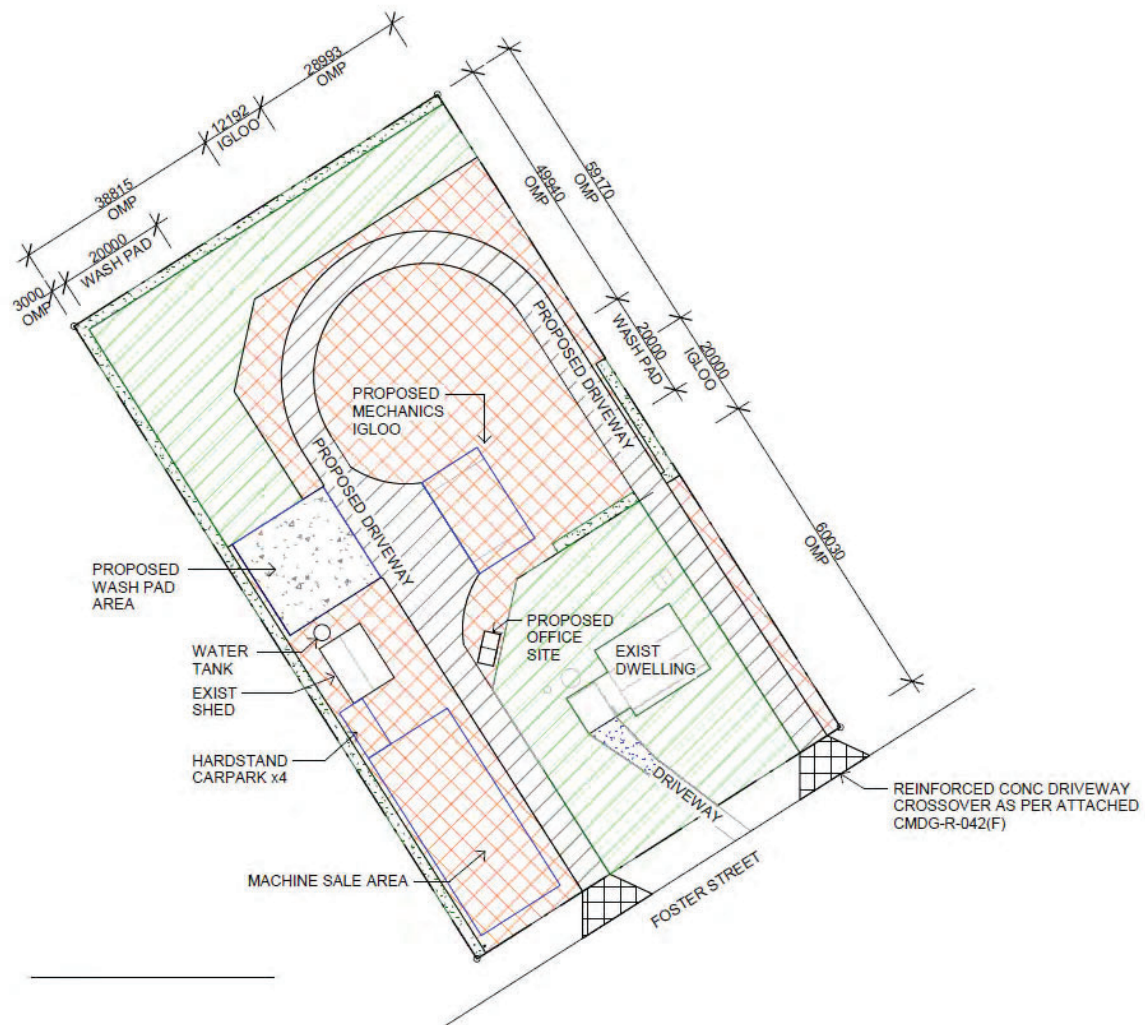 28993
OMP
12192
IGLOO
38815
OMP
20000
WASH PAD
3000
OMP
59170
OMP
49940
OMP
20000
WASH PAD
20000
IGLOO
60030
OMP
PROPOSED DRIVEWAY
PROPOSED
MECHANICS
IGLOO
PROPOSED DRIVEWAY
PROPOSED
WASH PAD
AREA
PROPOSED
OFFICE
SITE
EXIST
DWELLING
WATER
TANK
EXIST
SHED
HARDSTAND
CARPARK x4
DRIVEWAY
REINFORCED CONC DRIVEWAY
CROSSOVER AS PER ATTACHED
CMDG-R-042(F)
MACHINE SALE AREA
FOSTER STREET